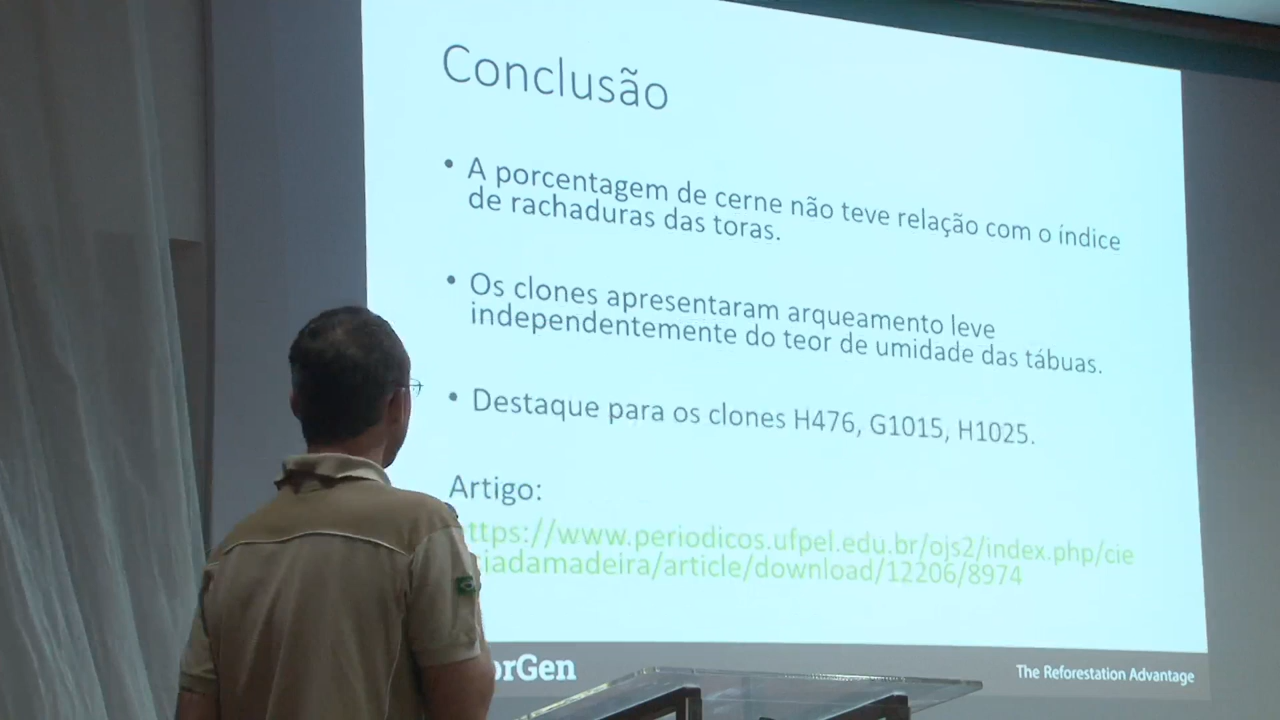 Conclusão
• A porcentagem de cerne não teve relação com o índice
de rachaduras das toras.
• Os clones apresentaram arqueamento leve
independentemente do teor de umidade das tábuas.
• Destaque para os clones H476, G1015, H1025.
Artigo:
ttps://www.periodicos.ufpel.edu.br/ojs2/index.php/cie
iadamadeira/article/download/12206/8974
orGen
The Reforestation Advantage